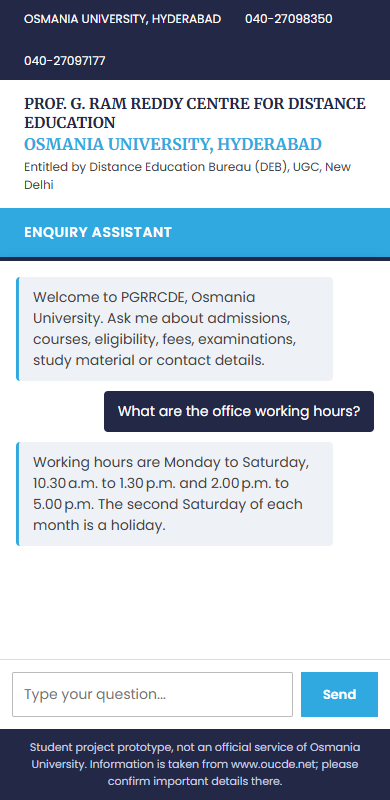 OSMANIA UNIVERSITY, HYDERABAD 040-27098350
040-27097177
PROF. G. RAM REDDY CENTRE FOR DISTANCE
EDUCATION
OSMANIA UNIVERSITY, HYDERABAD
Entitled by Distance Education Bureau (DEB), UGC, New
Delhi
ENQUIRY ASSISTANT
Welcome to PGRRCDE, Osmania
University. Ask me about admissions,
courses, eligibility, fees, examinations,
study material or contact details.
What are the office working hours?
Working hours are Monday to Saturday,
10.30 a.m. to 1.30 p.m. and 2.00 p.m. to
5.00 p.m. The second Saturday of each
month is a holiday.
Type your question...
Send
Student project prototype, not an official service of Osmania
University. Information is taken from www.oucde.net; please
confirm important details there.